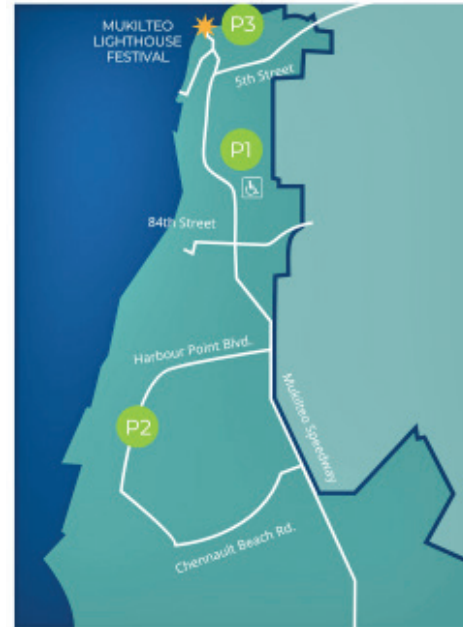 MUKILTEO
LIGHTHOUSE
FESTIVAL
P3
5th Street
P1
84th Street
Harbour Point Blvd.
P2
Mukilteo Speedway
Chennault Beach Rd.